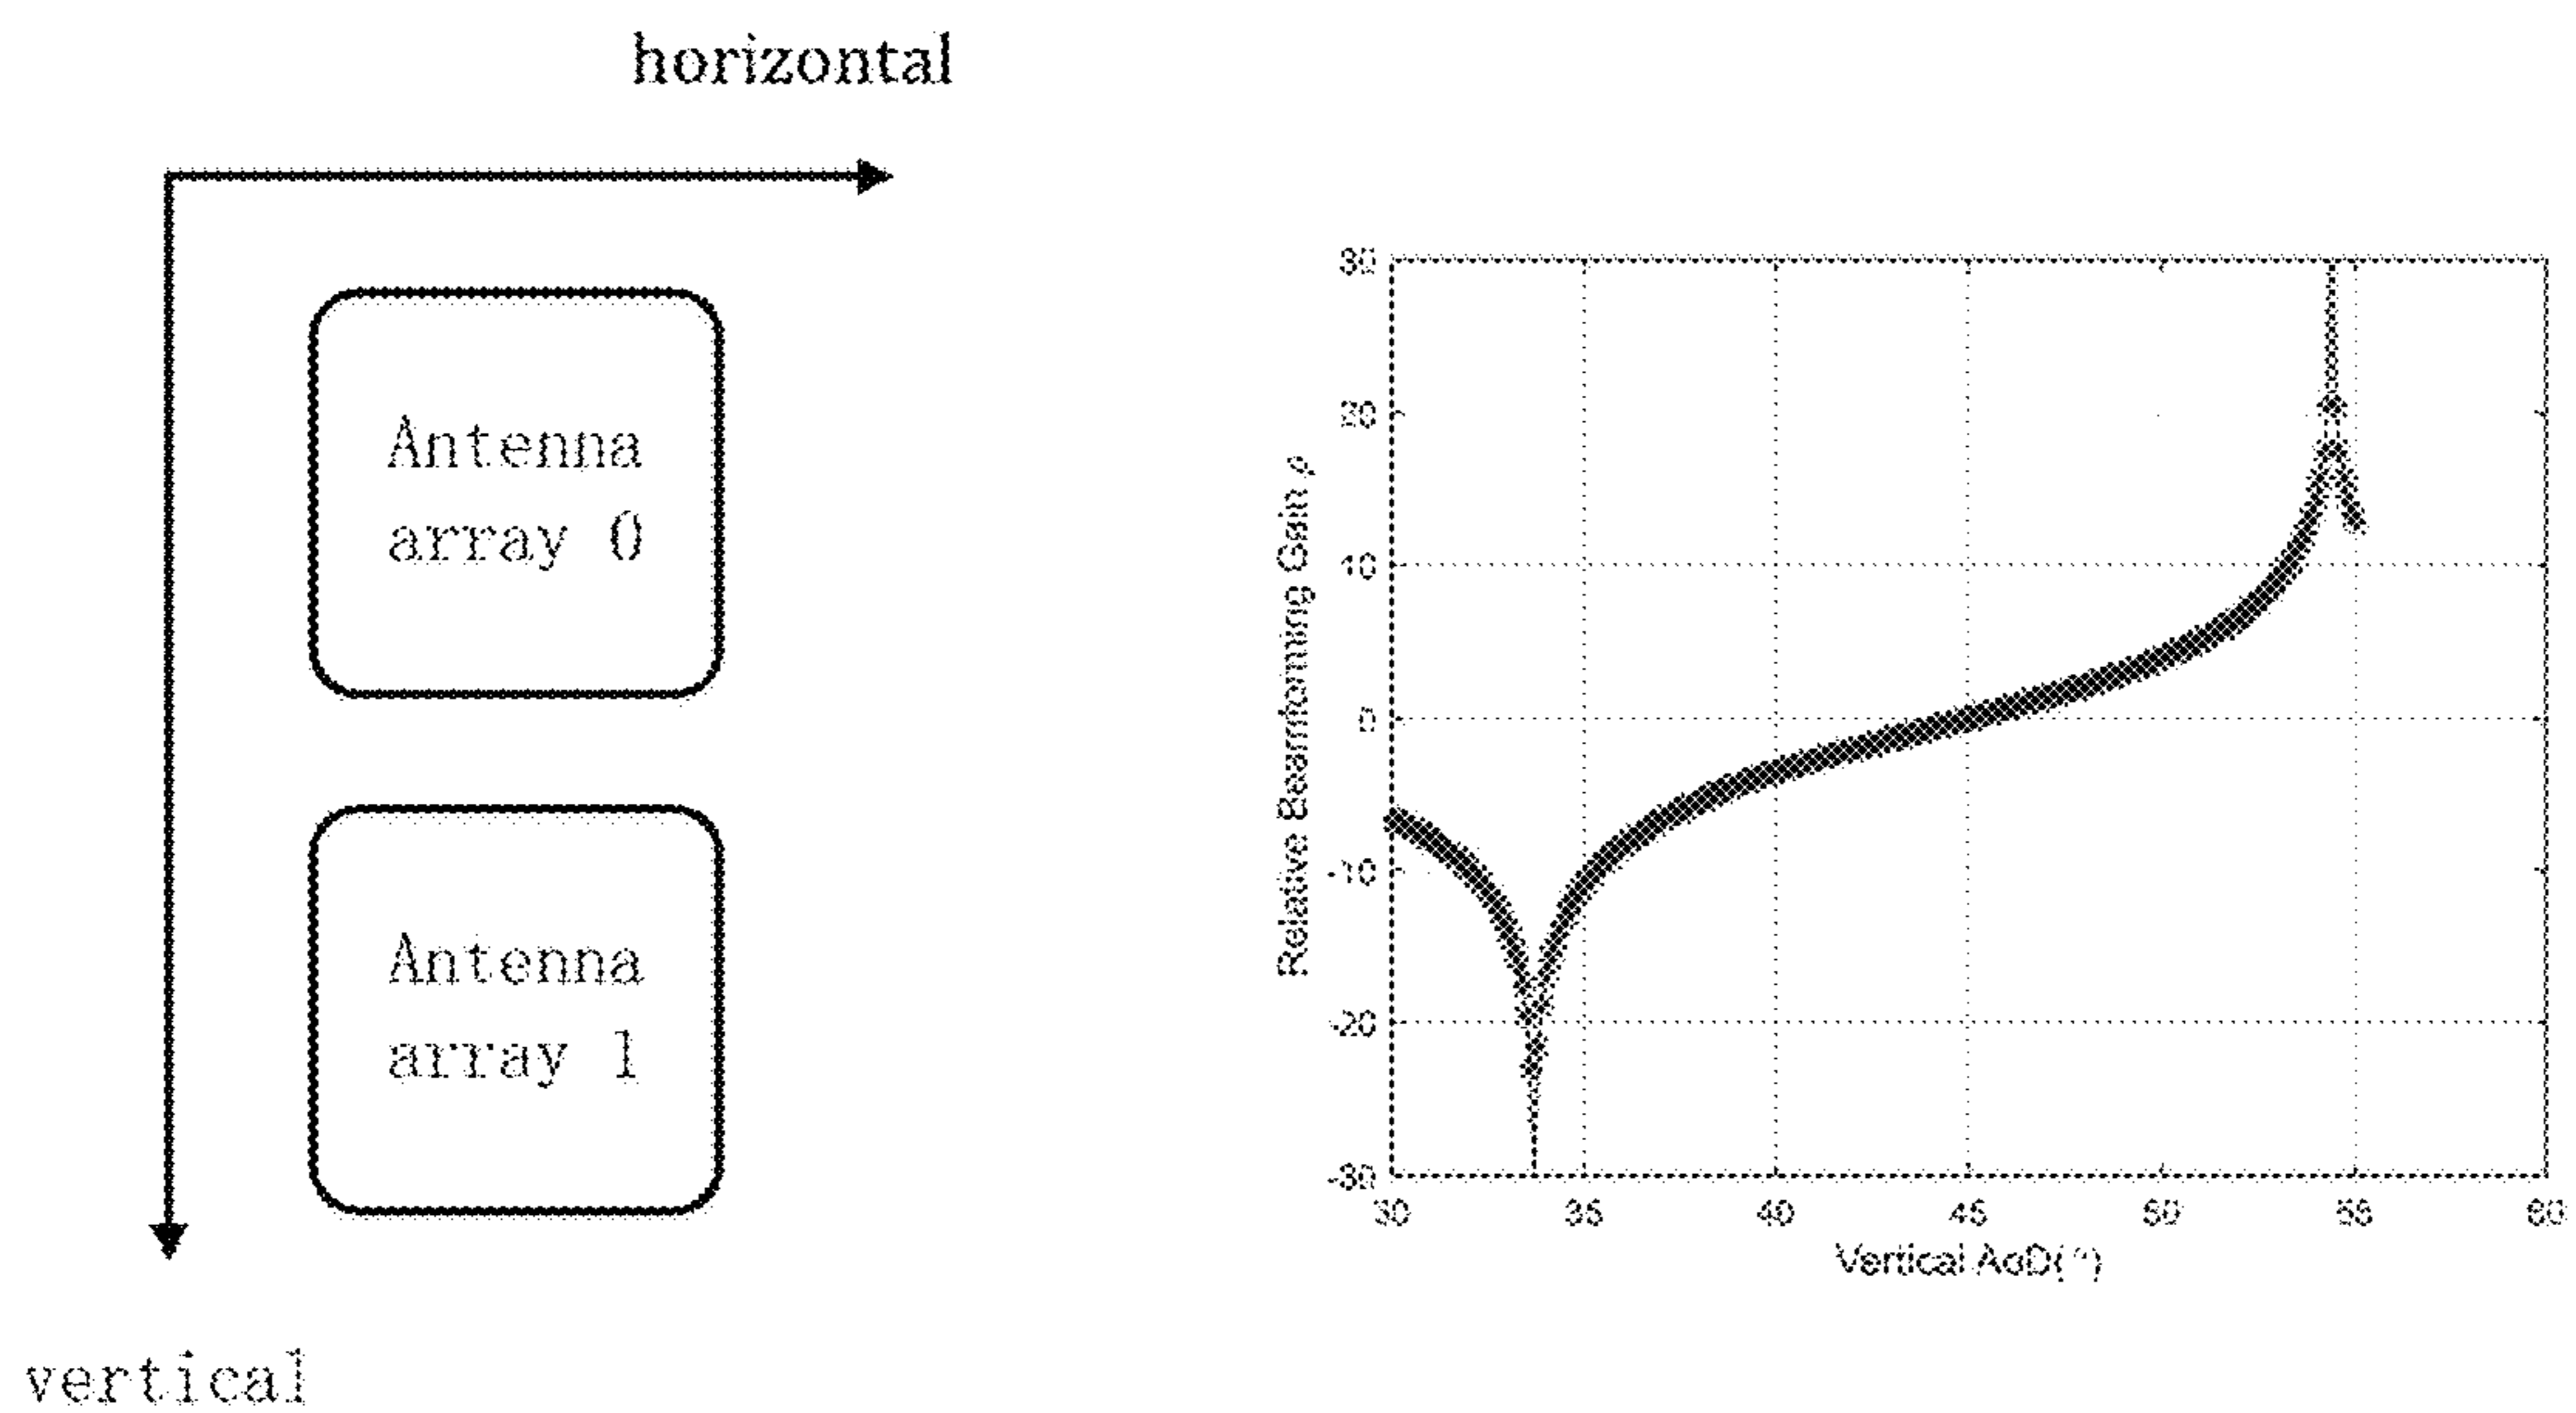 horizontal
Antenna
array 0
Antenna
array 1
vertical
Relative Beamforming Gain ρ
30
20
10
0
-10
-20
-30
30 35 40 45 50 55 60
Vertical AoD(°)